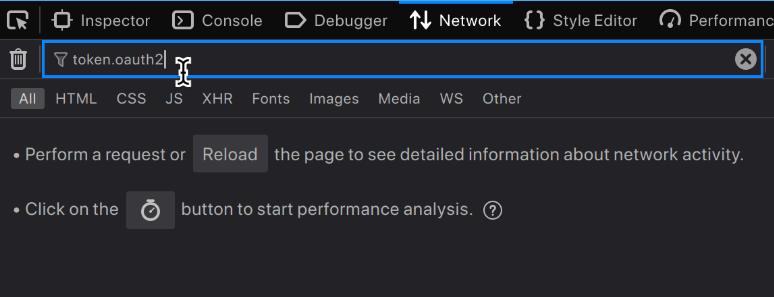 Inspector Console Debugger Network Style Editor Performanc
token.oauth2
All HTML CSS JS XHR Fonts Images Media WS Other
• Perform a request or Reload the page to see detailed information about network activity.
• Click on the button to start performance analysis.